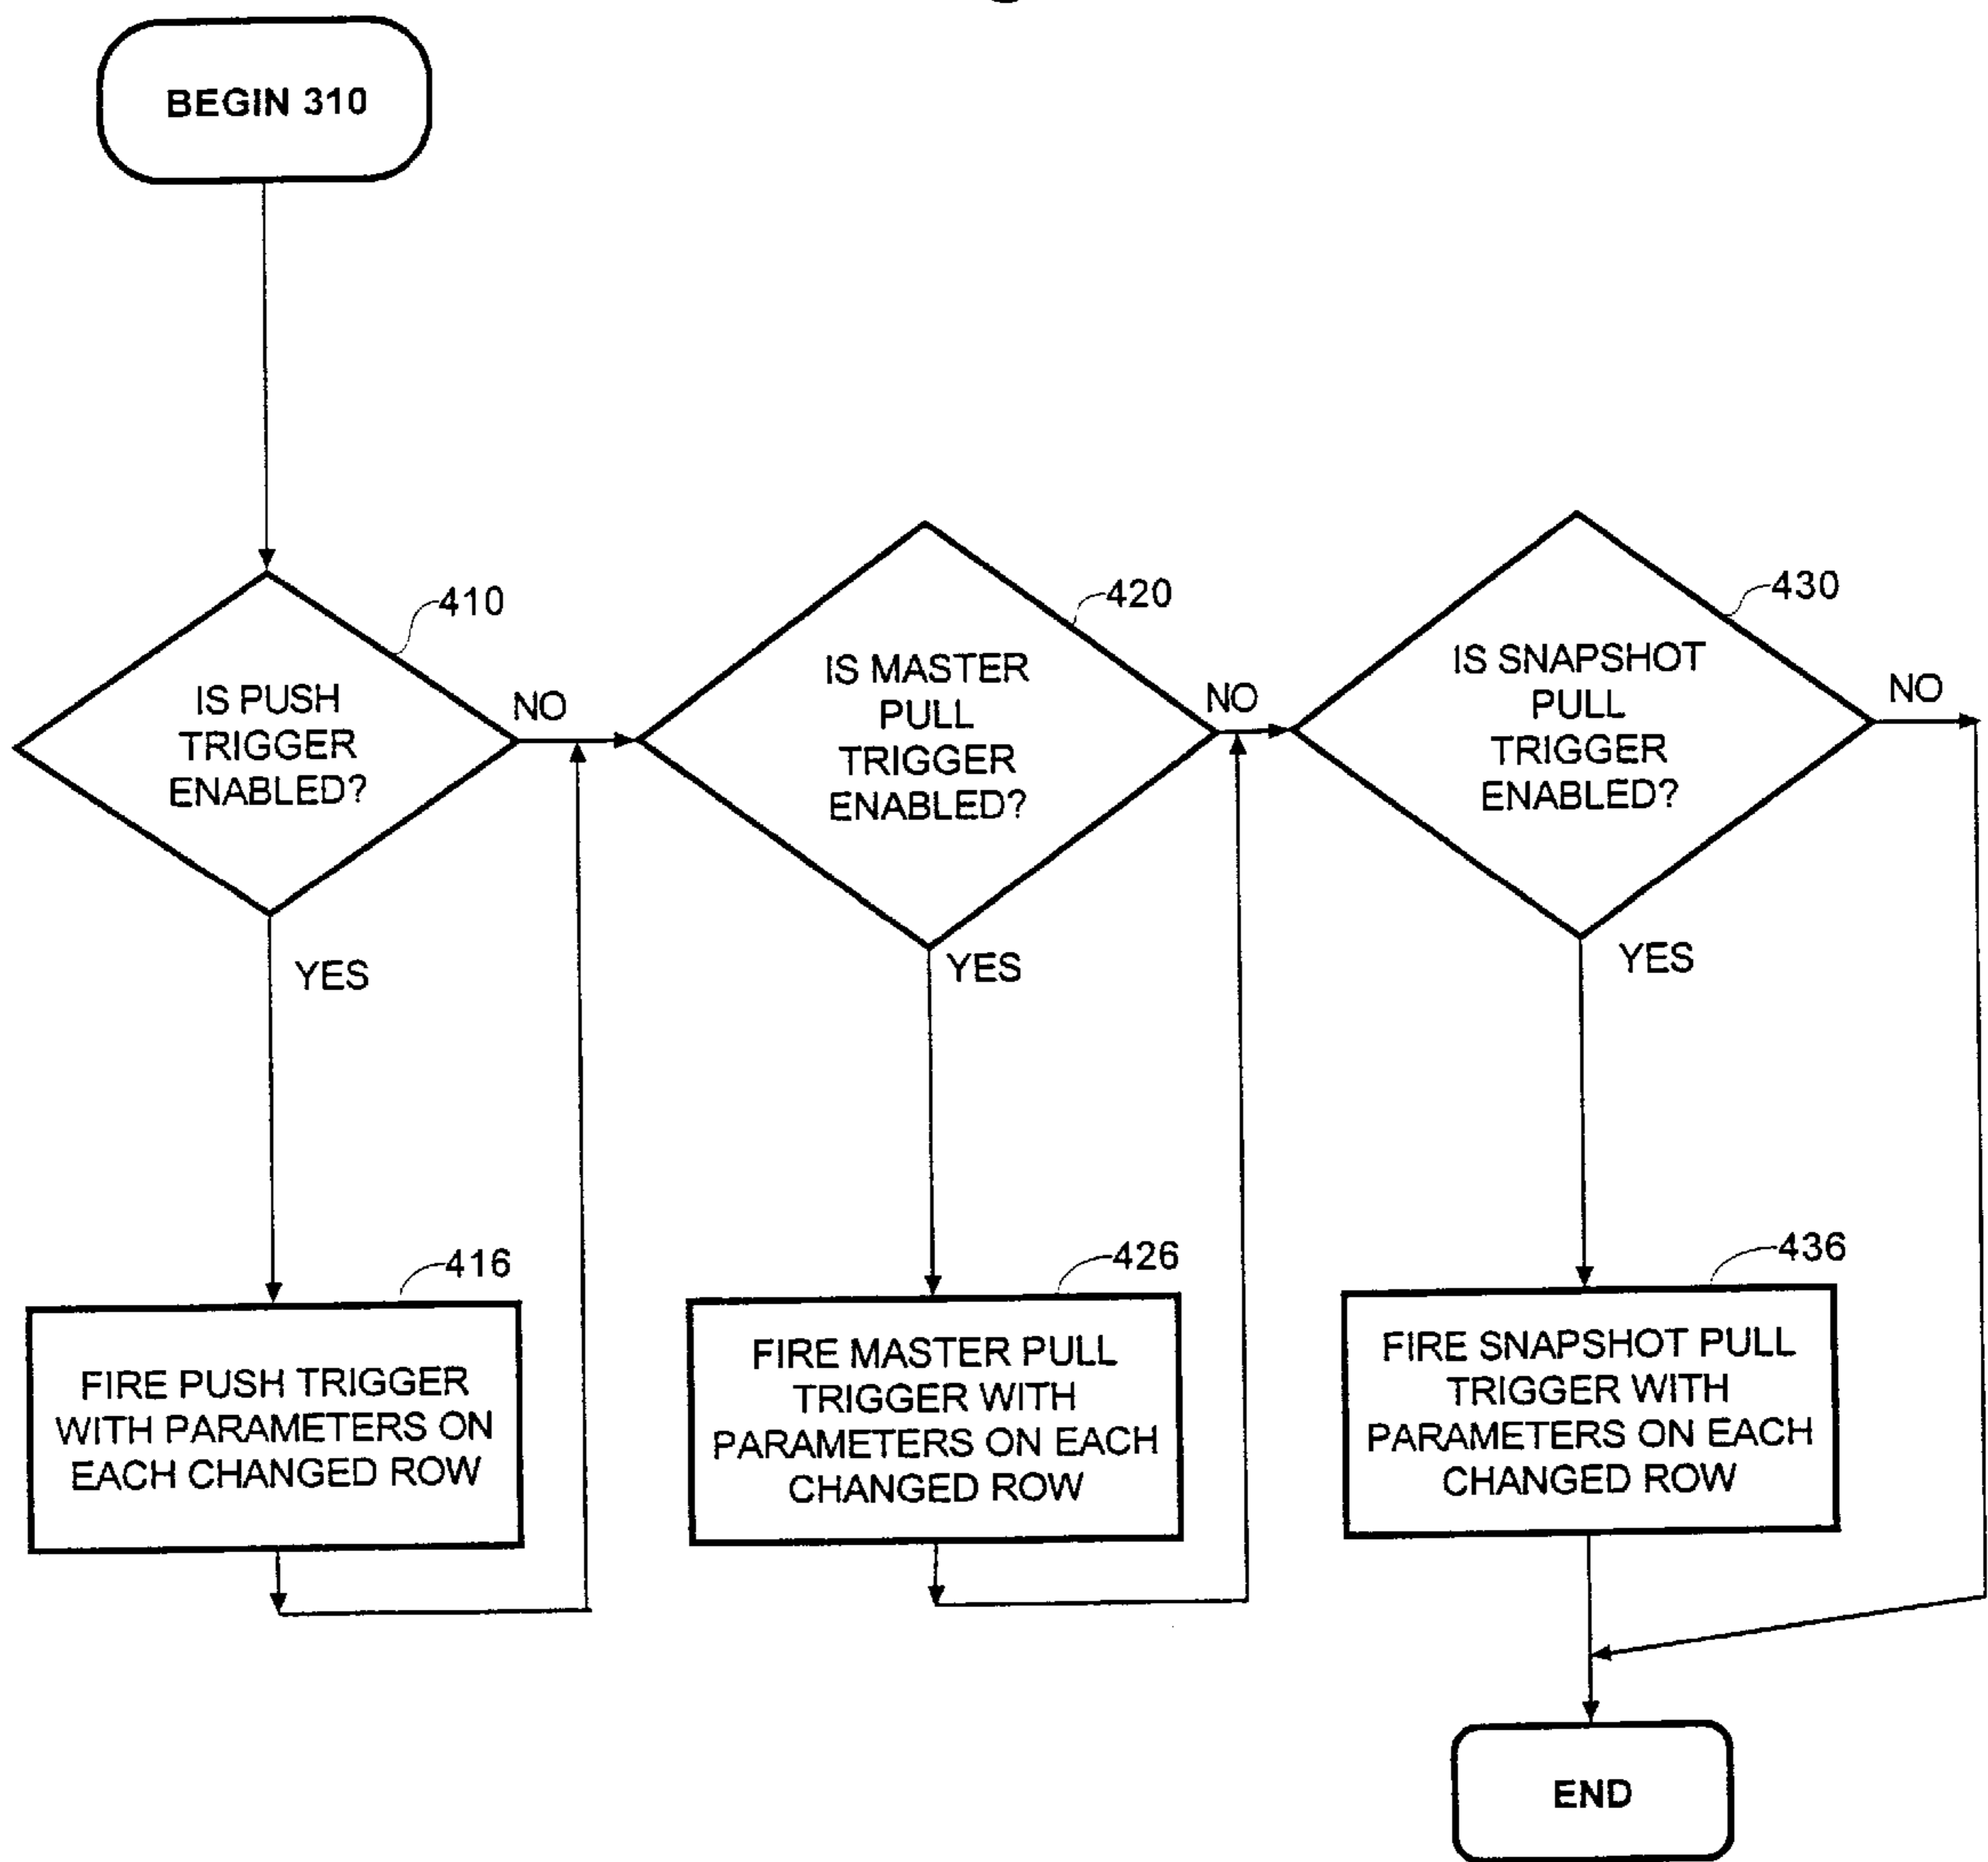 BEGIN 310
410
IS PUSH
TRIGGER
ENABLED?
NO
YES
416
FIRE PUSH TRIGGER
WITH PARAMETERS ON
EACH CHANGED ROW
420
IS MASTER
PULL
TRIGGER
ENABLED?
NO
YES
426
FIRE MASTER PULL
TRIGGER WITH
PARAMETERS ON EACH
CHANGED ROW
430
IS SNAPSHOT
PULL
TRIGGER
ENABLED?
NO
YES
436
FIRE SNAPSHOT PULL
TRIGGER WITH
PARAMETERS ON EACH
CHANGED ROW
END